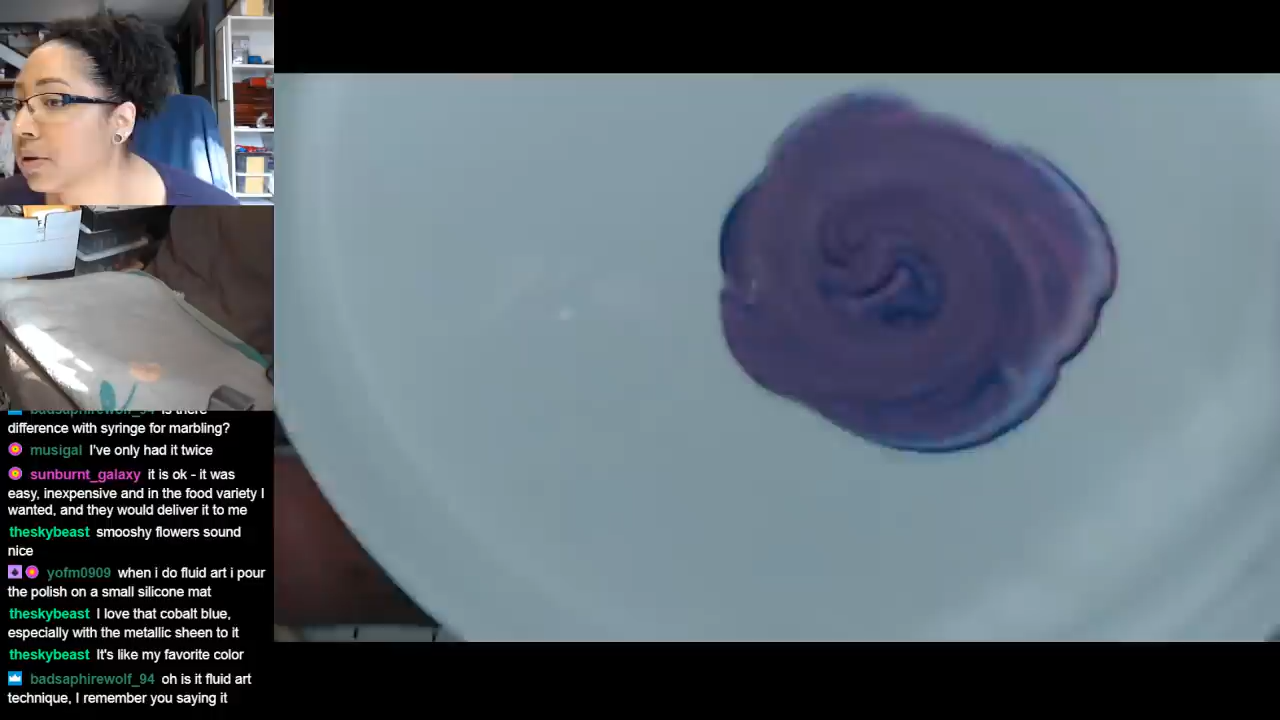 badsaphirewolf_94 is there
difference with syringe for marbling?
musigal I've only had it twice
sunburnt_galaxy it is ok - it was
easy, inexpensive and in the food variety I
wanted, and they would deliver it to me
theskybeast smooshy flowers sound
nice
yofm0909 when i do fluid art i pour
the polish on a small silicone mat
theskybeast I love that cobalt blue,
especially with the metallic sheen to it
theskybeast It's like my favorite color
badsaphirewolf_94 oh is it fluid art
technique, I remember you saying it